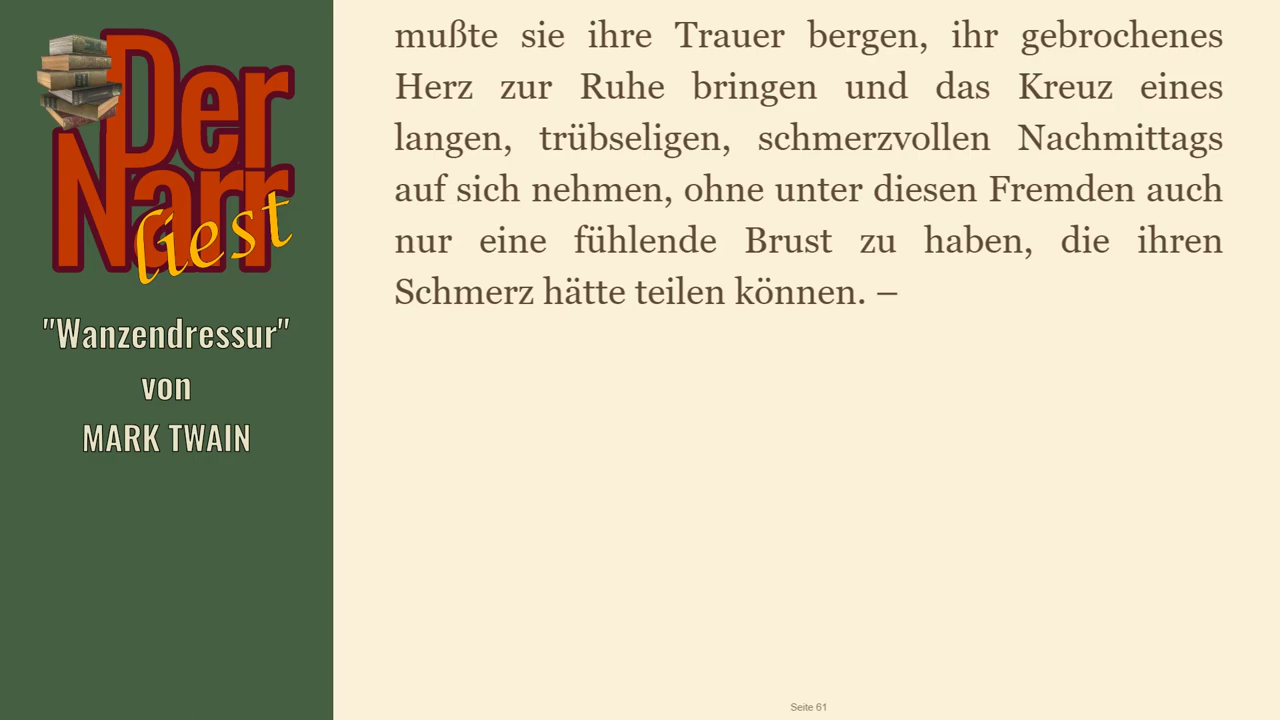 Der
Narr
liest
"Wanzendressur"
von
MARK TWAIN
mußte sie ihre Trauer bergen, ihr gebrochenes
Herz zur Ruhe bringen und das Kreuz eines
langen, trübseligen, schmerzvollen Nachmittags
auf sich nehmen, ohne unter diesen Fremden auch
nur eine fühlende Brust zu haben, die ihren
Schmerz hätte teilen können. –
Seite 61